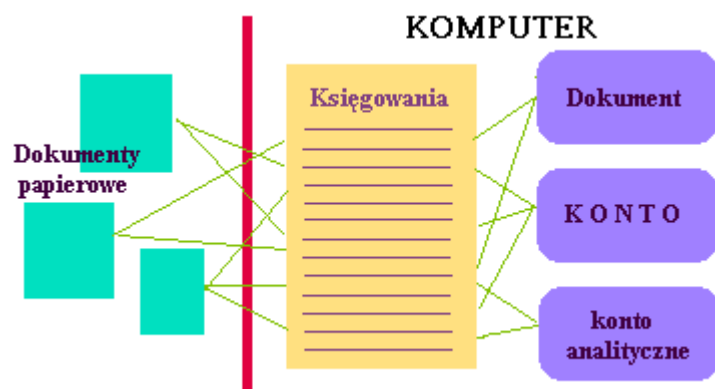 KOMPUTER
Księgowania
Dokumenty
papierowe
Dokument
K O N T O
konto
analityczne